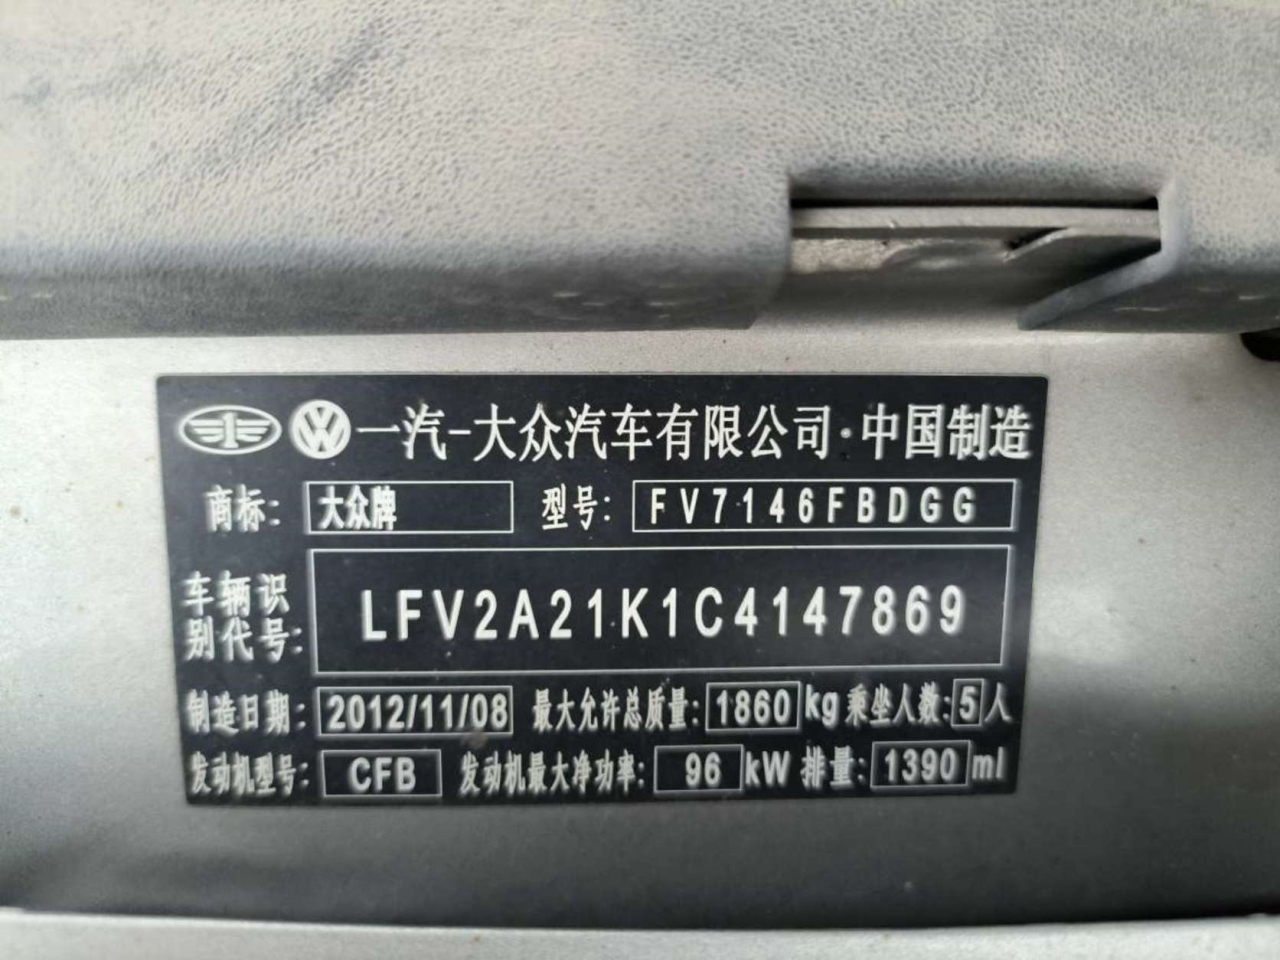 一汽-大众汽车有限公司·中国制造
商标: 大众牌 型号: FV7146FBDGG
车辆识别代号: LFV2A21K1C4147869
制造日期: 2012/11/08 最大允许总质量: 1860 kg 乘坐人数: 5 人
发动机型号: CFB 发动机最大净功率: 96 kW 排量: 1390 ml